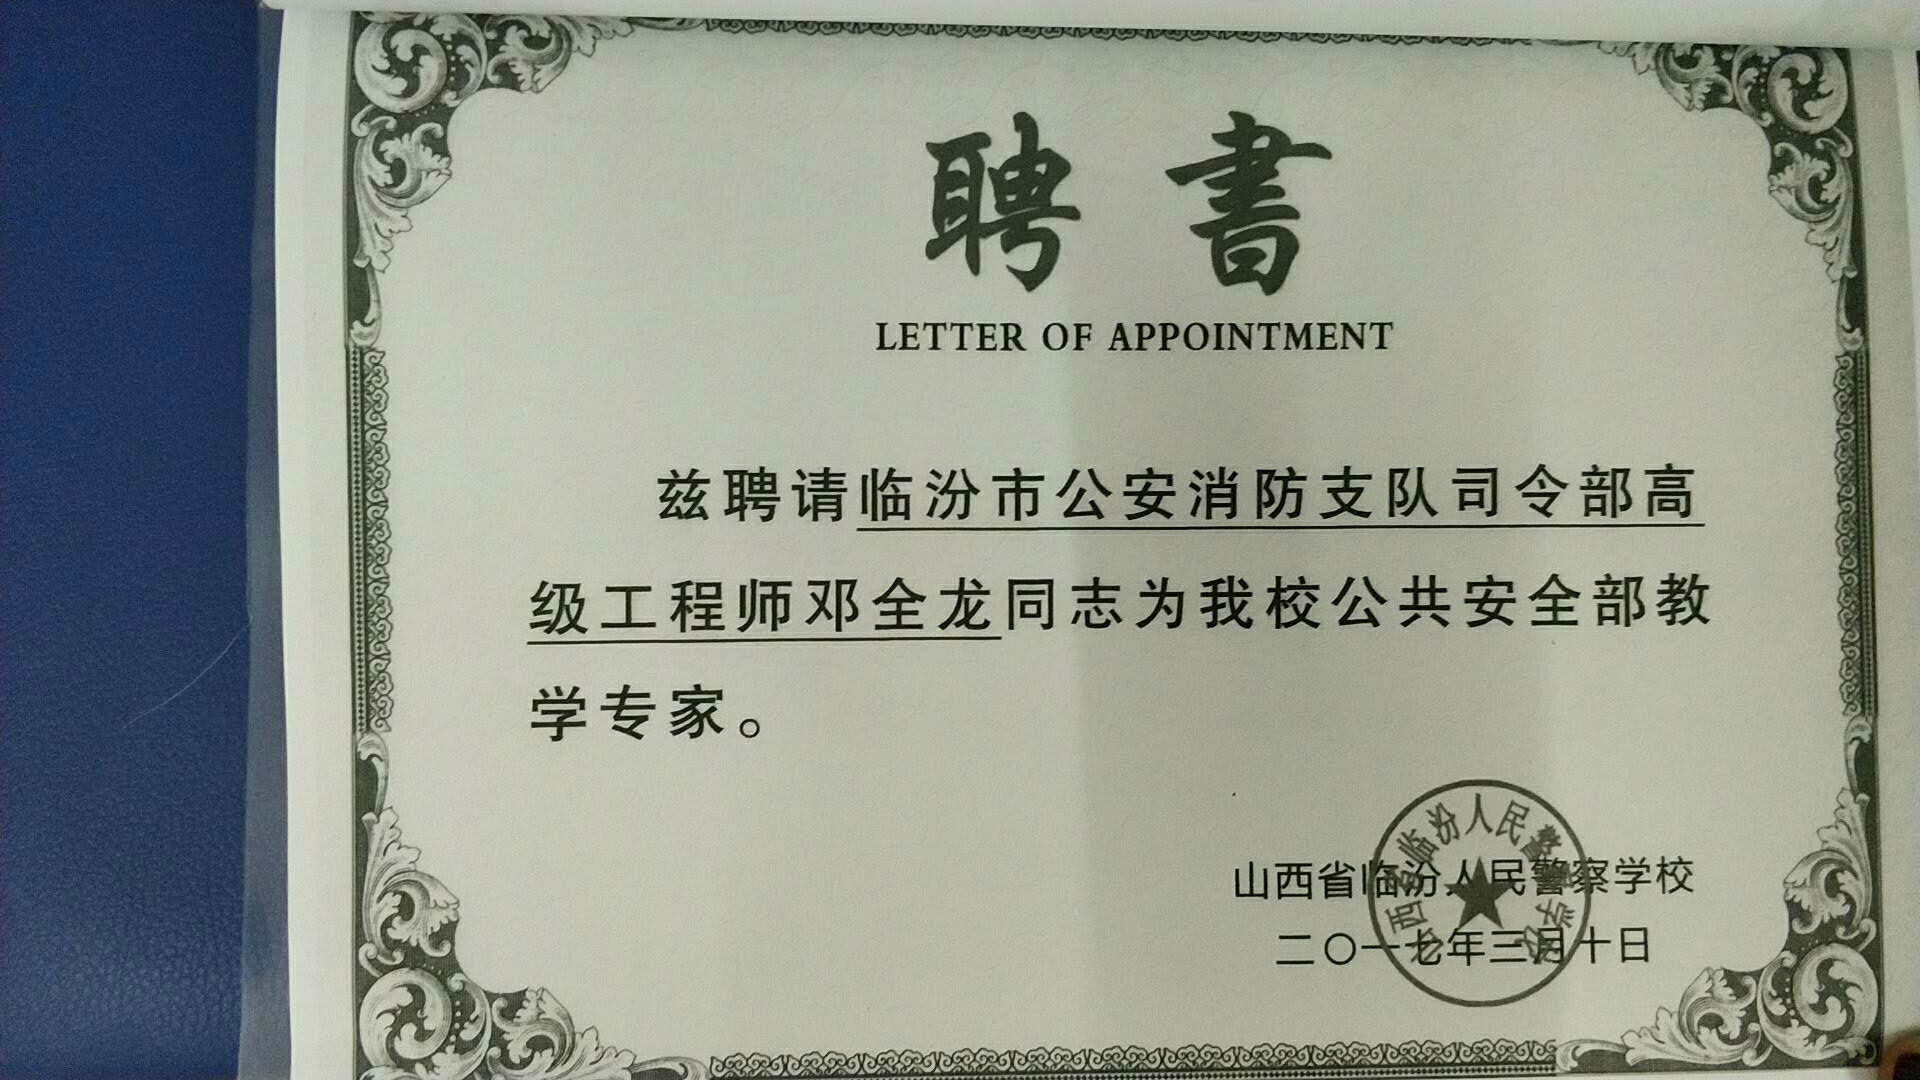 聘書
LETTER OF APPOINTMENT
兹聘请临汾市公安消防支队司令部高
级工程师邓全龙同志为我校公共安全部教
学专家。
山西省临汾人民警察学校
二〇一七年三月十日